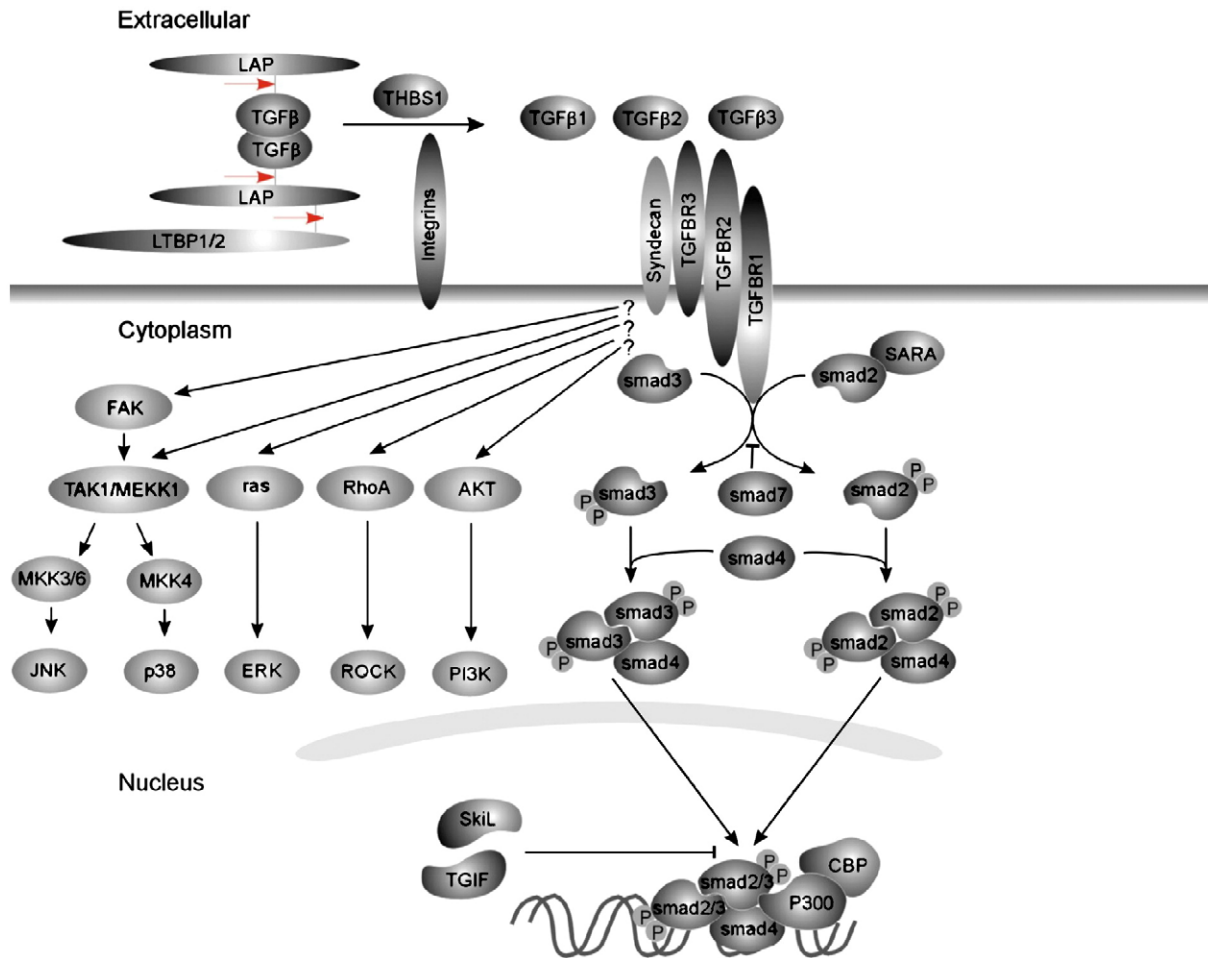 Extracellular
LAP
THBS1
TGFβ
TGFβ1
TGFβ2
TGFβ3
TGFβ
LAP
LTBP1/2
Integrins
Syndecan
TGFBR3
TGFBR2
TGFBR1
Cytoplasm
?
?
?
smad3
smad2
SARA
FAK
TAK1/MEKK1
ras
RhoA
AKT
P
P
smad3
smad7
smad2
P
P
smad4
MKK3/6
MKK4
smad3
P
P
smad3
P
P
smad4
smad2
P
P
smad2
P
P
smad4
JNK
p38
ERK
ROCK
PI3K
Nucleus
SkiL
TGIF
smad2/3
P
P
CBP
smad2/3
P
P
P300
smad4